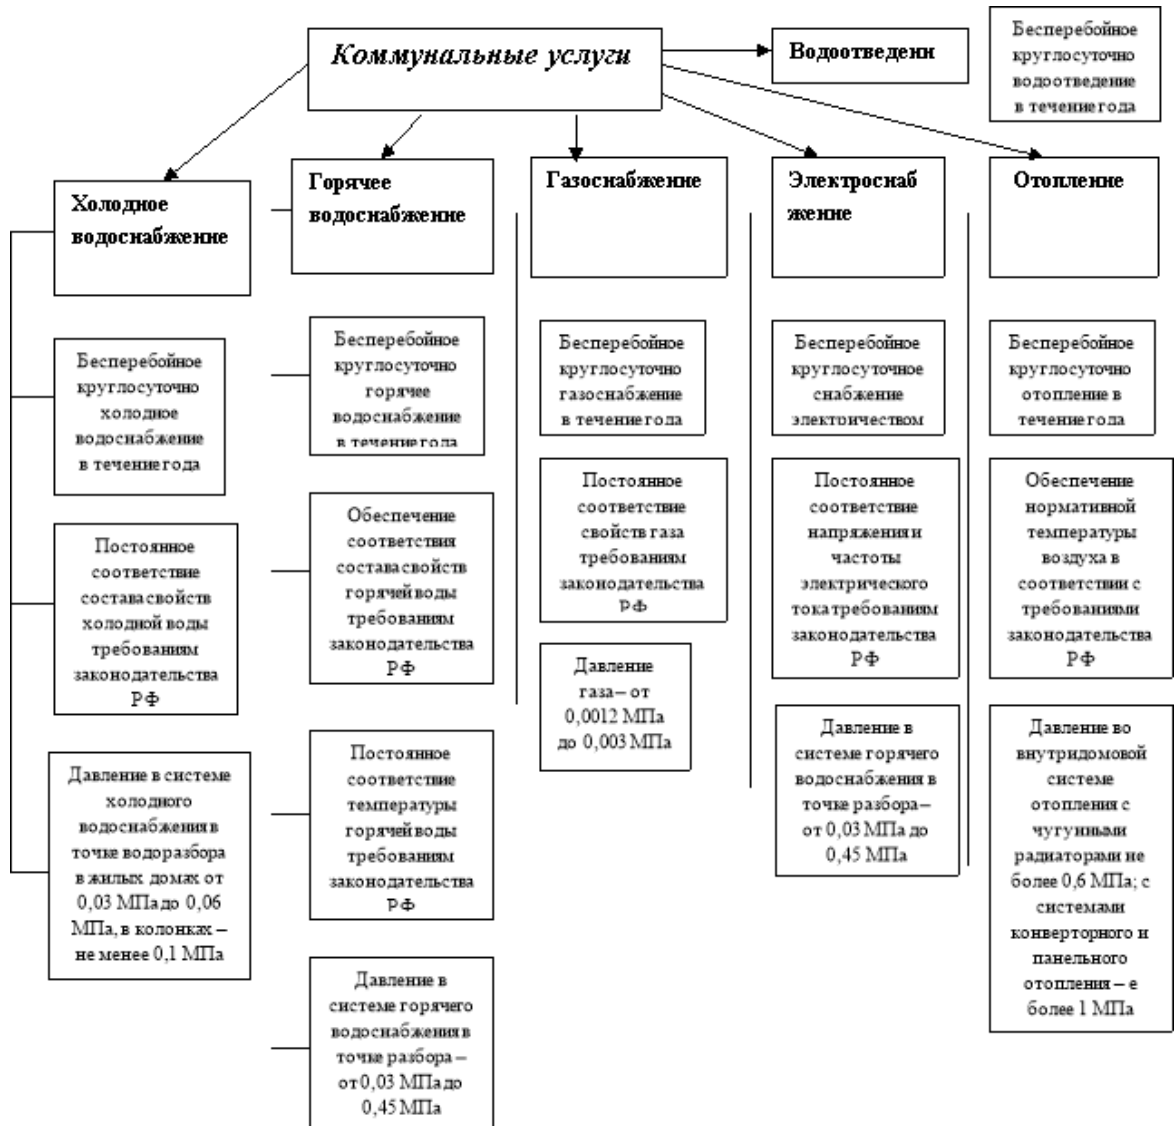 Коммунальные услуги
Водоотведени
Бесперебойное
круглосуточно
водоотведение
в течение года
Холодное
водоснабжение
Горячее
водоснабжение
Газоснабжение
Электроснаб
жение
Отопление
Бесперебойное
круглосуточно
холодное
водоснабжение
в течение года
Постоянное
соответствие
состава свойств
холодной воды
требованиям
законодательства
РФ
Давление в системе
холодного
водоснабжения в
точке водоразбора
в жилых домах от
0,03 МПа до 0,06
МПа, в колонках –
не менее 0,1 МПа
Бесперебойное
круглосуточно
горячее
водоснабжение
в течение года
Обеспечение
соответствия
состава свойств
горячей воды
требованиям
законодательства
РФ
Постоянное
соответствие
температуры
горячей воды
требованиям
законодательства
РФ
Давление в
системе горячего
водоснабжения в
точке разбора –
от 0,03 МПа до
0,45 МПа
Бесперебойное
круглосуточно
газоснабжение
в течение года
Постоянное
соответствие
свойств газа
требованиям
законодательства
РФ
Давление
газа – от
0,0012 МПа
до 0,003 МПа
Бесперебойное
круглосуточное
снабжение
электричеством
Постоянное
соответствие
напряжения и
частоты
электрического
тока требованиям
законодательства
РФ
Давление в
системе горячего
водоснабжения в
точке разбора –
от 0,03 МПа до
0,45 МПа
Бесперебойное
круглосуточно
отопление в
течение года
Обеспечение
нормативной
температуры
воздуха в
соответствии с
требованиями
законодательства
РФ
Давление во
внутридомовой
системе
отопления с
чугунными
радиаторами не
более 0,6 МПа; с
системами
конверторного и
панельного
отопления – е
более 1 МПа